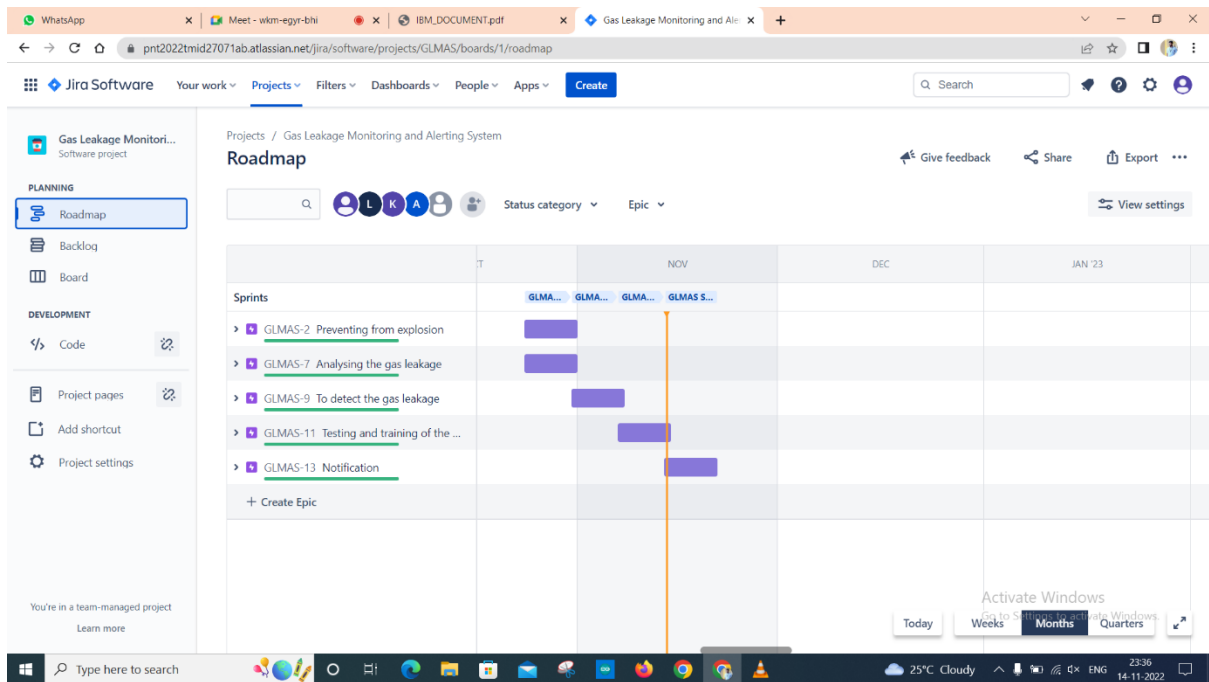 WhatsApp
Meet - wkm-egyr-bhi
IBM_DOCUMENT.pdf
Gas Leakage Monitoring and Ale
pnt2022tmid27071ab.atlassian.net/jira/software/projects/GLMAS/boards/1/roadmap
Jira Software Your work Projects Filters Dashboards People Apps Create Search
Gas Leakage Monitori...
Software project
PLANNING
Roadmap
Backlog
Board
DEVELOPMENT
Code
Project pages
Add shortcut
Project settings
You're in a team-managed project
Learn more
Projects / Gas Leakage Monitoring and Alerting System
Roadmap
Give feedback Share Export
L K A Status category Epic View settings
NOV DEC JAN '23
Sprints GLMA... GLMA... GLMA... GLMAS S...
GLMAS-2 Preventing from explosion
GLMAS-7 Analysing the gas leakage
GLMAS-9 To detect the gas leakage
GLMAS-11 Testing and training of the ...
GLMAS-13 Notification
+ Create Epic
Activate Windows
Go to Settings to activate Windows.
Today Weeks Months Quarters
Type here to search 25°C Cloudy ENG 23:36
14-11-2022